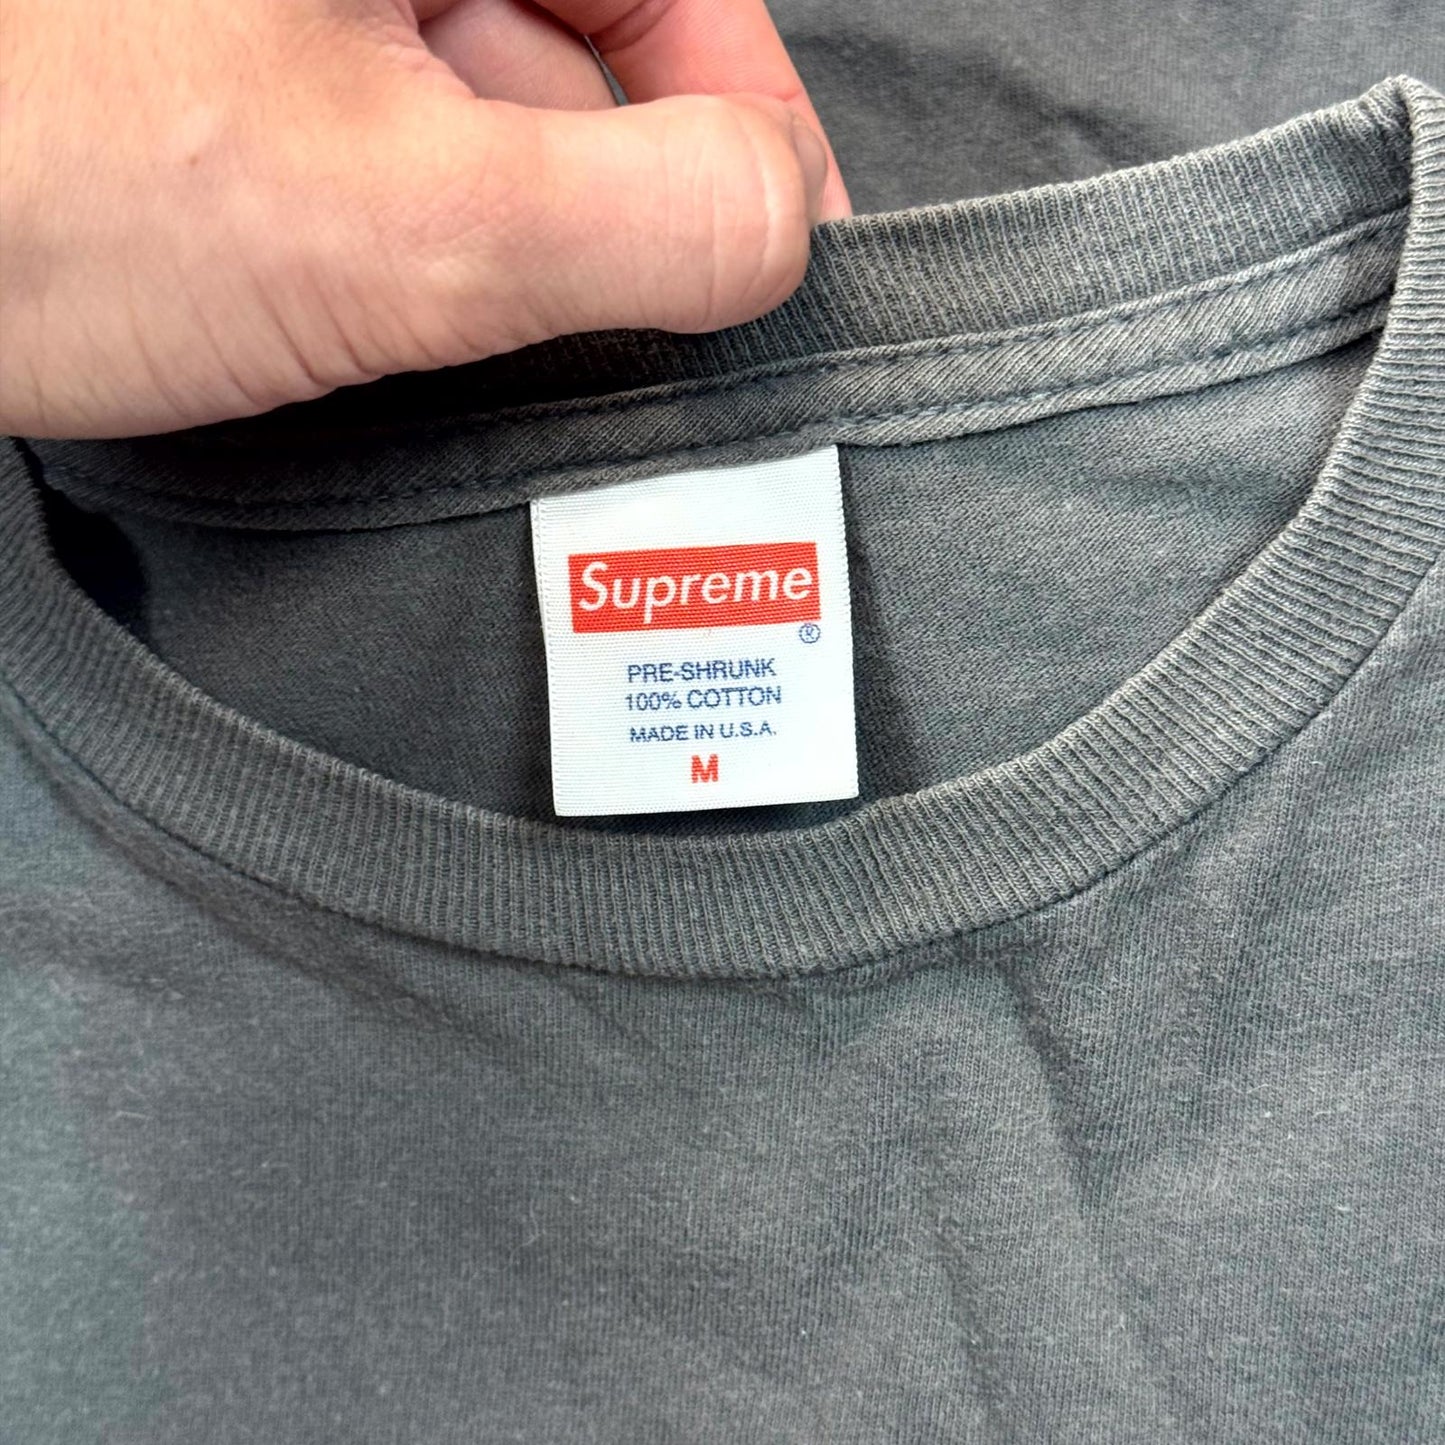 Supreme
®
PRE-SHRUNK
100% COTTON
MADE IN U.S.A.
M